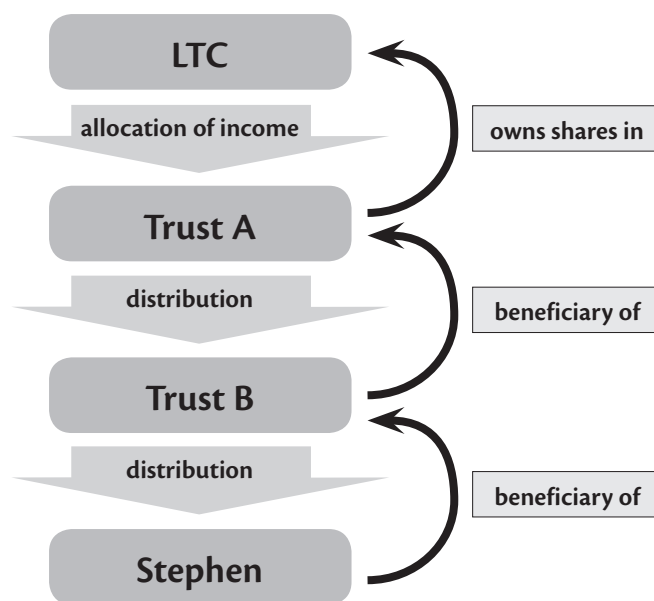 LTC
allocation of income
owns shares in
Trust A
distribution
beneficiary of
Trust B
distribution
beneficiary of
Stephen